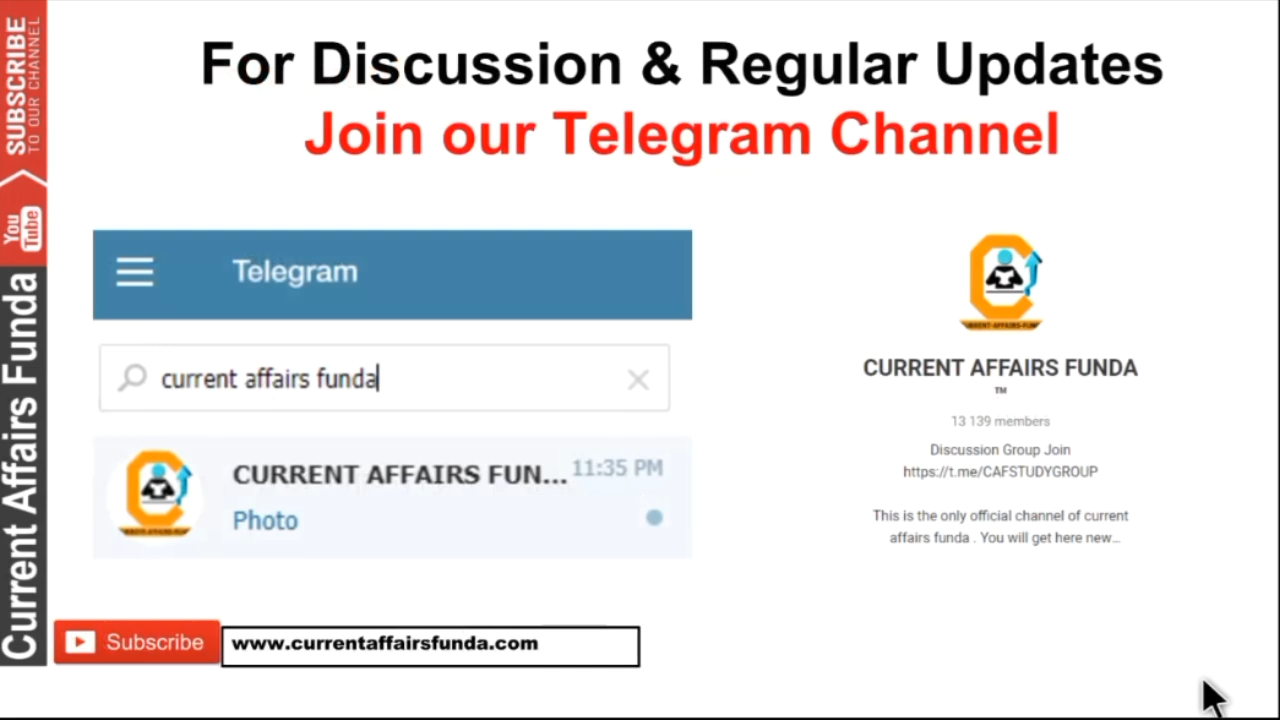 SUBSCRIBE
TO OUR CHANNEL
You
Tube
Current Affairs Funda
For Discussion & Regular Updates
Join our Telegram Channel
Telegram
current affairs funda
CURRENT AFFAIRS FUN... 11:35 PM
Photo
CURRENT AFFAIRS FUNDA
™
13 139 members
Discussion Group Join
https://t.me/CAFSTUDYGROUP
This is the only official channel of current
affairs funda . You will get here new...
Subscribe
www.currentaffairsfunda.com